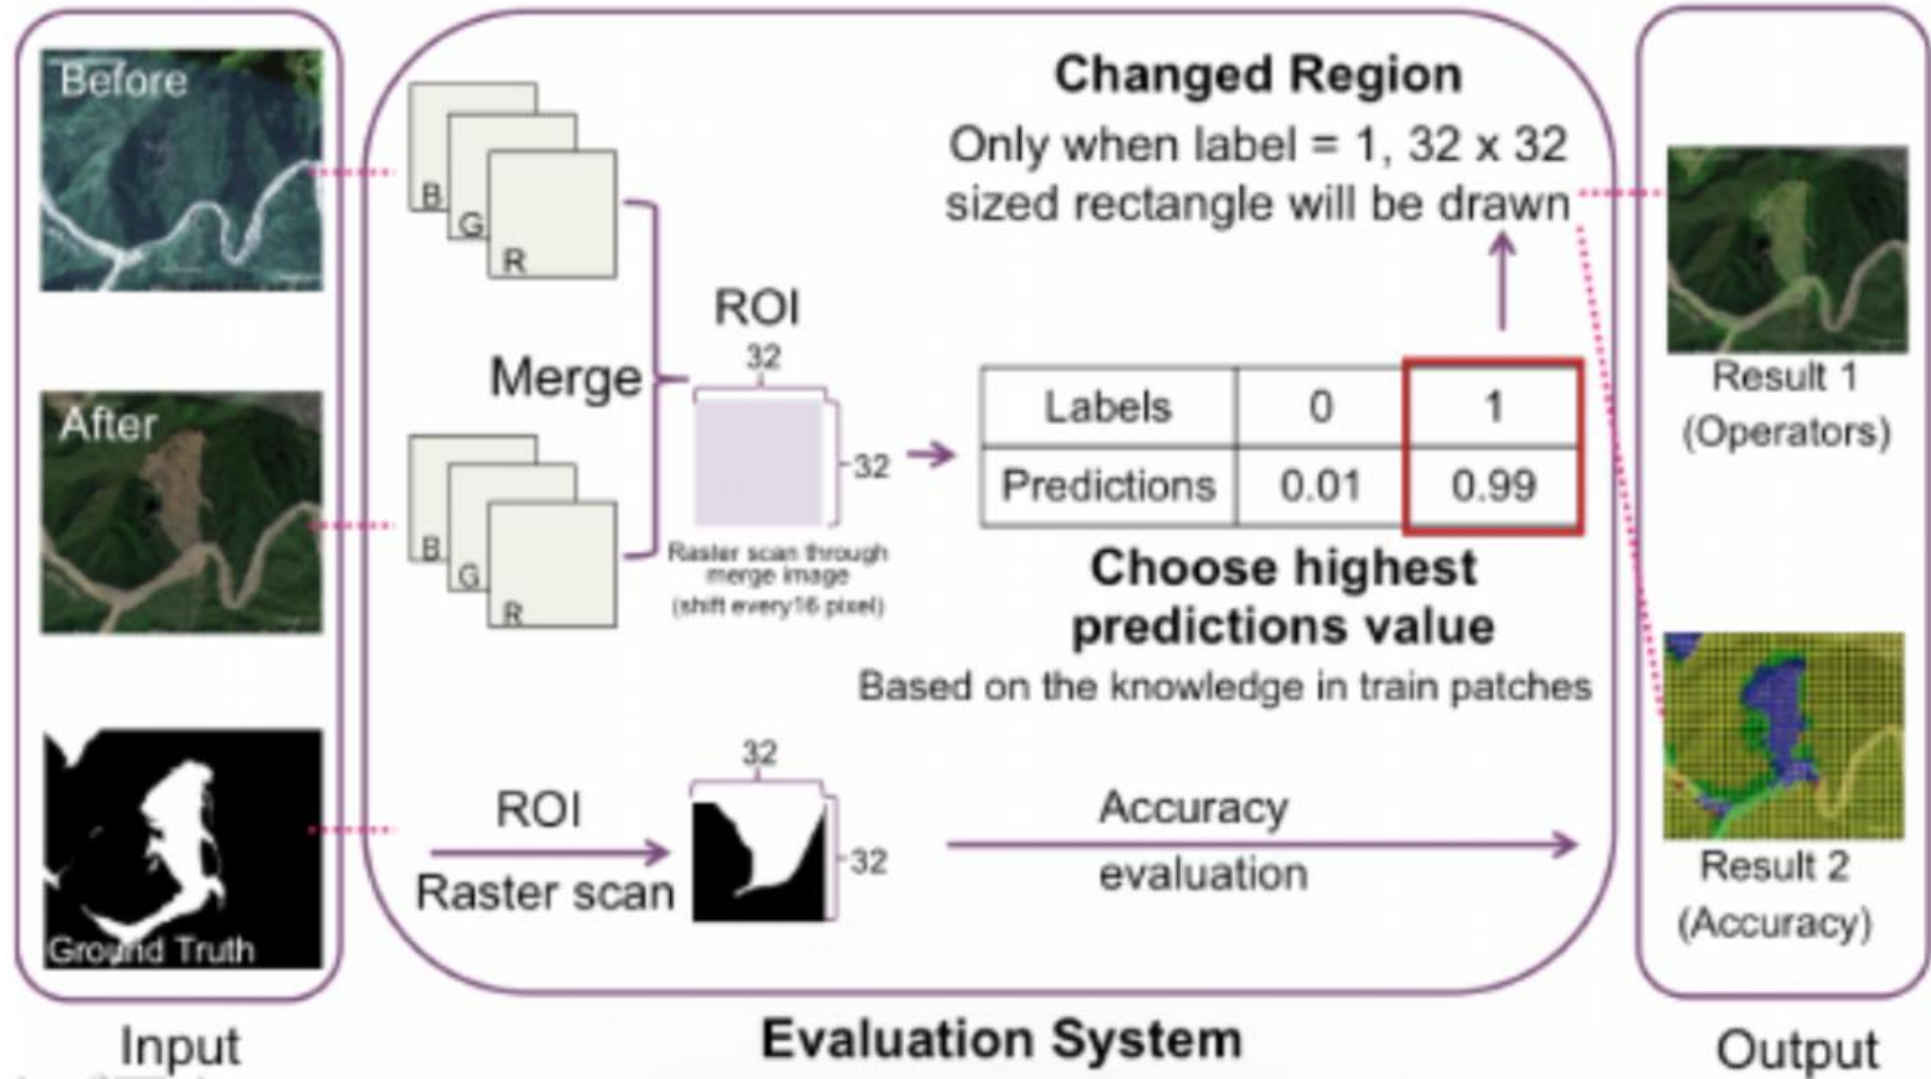 Before
After
Ground Truth
Input
B
G
R
B
G
R
Merge
ROI
32
32
Raster scan through
merge image
(shift every16 pixel)
Changed Region
Only when label = 1, 32 x 32
sized rectangle will be drawn
Labels 0 1
Predictions 0.01 0.99
Choose highest
predictions value
Based on the knowledge in train patches
ROI
Raster scan
32
32
Accuracy
evaluation
Evaluation System
Result 1
(Operators)
Result 2
(Accuracy)
Output